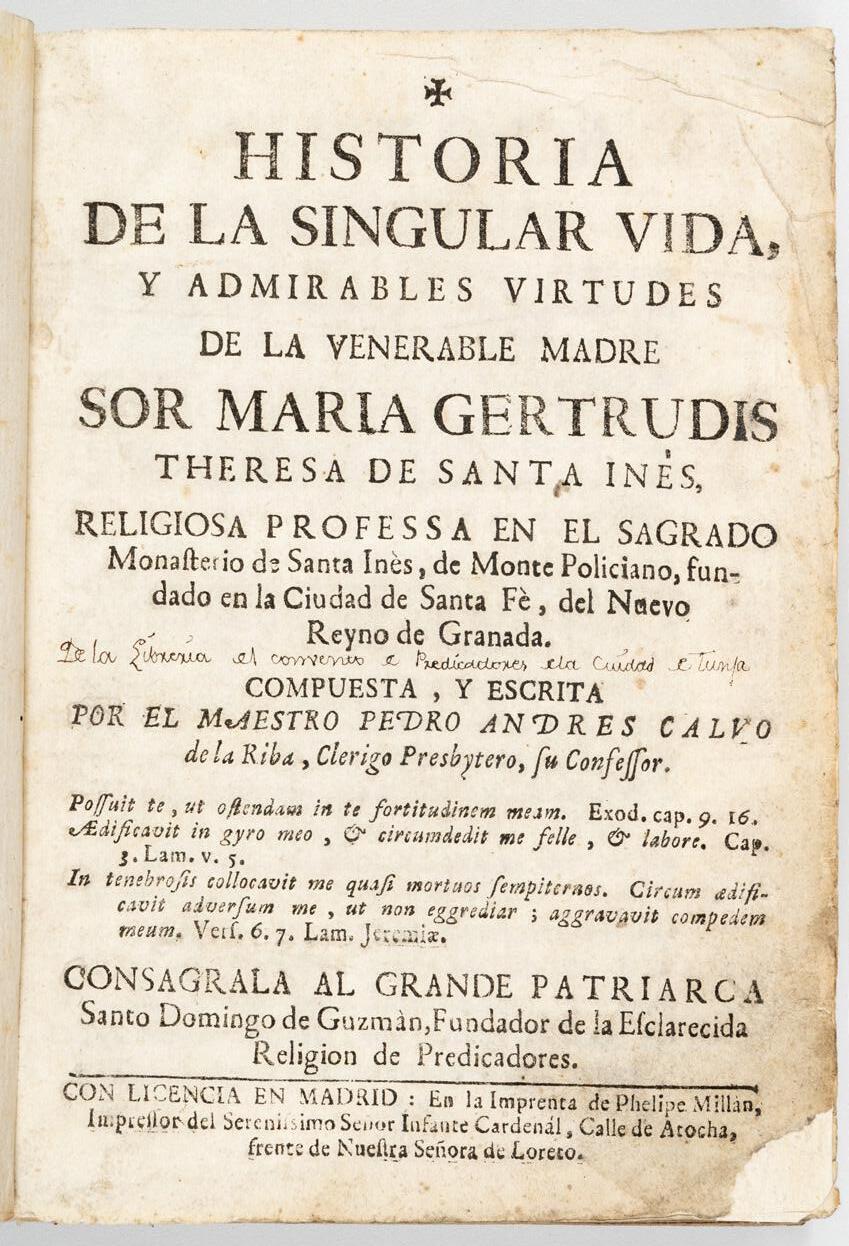 ✠
HISTORIA
DE LA SINGULAR VIDA,
Y ADMIRABLES VIRTUDES
DE LA VENERABLE MADRE
SOR MARIA GERTRUDIS
THERESA DE SANTA INÈS,
RELIGIOSA PROFESSA EN EL SAGRADO
Monaſterio de Santa Inès, de Monte Policiano, fun-
dado en la Ciudad de Santa Fè, del Nuevo
Reyno de Granada.
De la Libreria el convento e Predicadores ela Ciudad e Tunja
COMPUESTA, Y ESCRITA
POR EL MAESTRO PEDRO ANDRES CALVO
de la Riba, Clerigo Presbytero, ſu Confeſſor.
Poſſuit te, ut oſtendam in te fortitudinem meam. Exod. cap. 9. 16.
Ædificavit in gyro meo, & circumdedit me felle, & labore. Cap.
3. Lam. v. 5.
In tenebroſis collocavit me quaſi mortuos ſempiternos. Circum ædifi-
cavit adverſum me, ut non eggrediar; aggravavit compedem
meum. Verſ. 6. 7. Lam. Jeremiæ.
CONSAGRALA AL GRANDE PATRIARCA
Santo Domingo de Guzmàn, Fundador de la Eſclarecida
Religion de Predicadores.
CON LICENCIA EN MADRID: En la Imprenta de Phelipe Millàn,
Impreſſor del Sereniſsimo Señor Infante Cardenál, Calle de Atocha,
frente de Nueſtra Señora de Loreto.